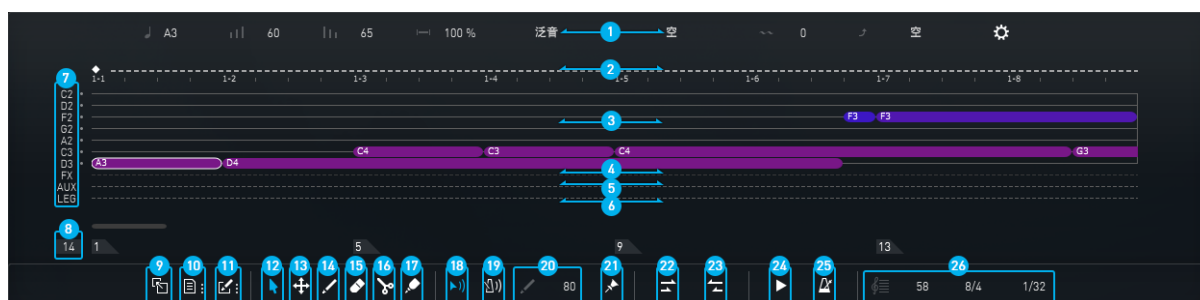 A3 60 65 100 % 泛音 1 空 0 空
2
7 1-1 1-2 1-3 1-4 1-5 1-6 1-7 1-8
C2
D2
F2 3 F3 F3
G2
A2
C3 C4 C3 C4 G3
D3 A3 D4
FX 4
AUX 5
LEG 6
8
14 1 5 9 13
9 10 11 12 13 14 15 16 17 18 19 20 21 22 23 24 25 26
80 58 8/4 1/32